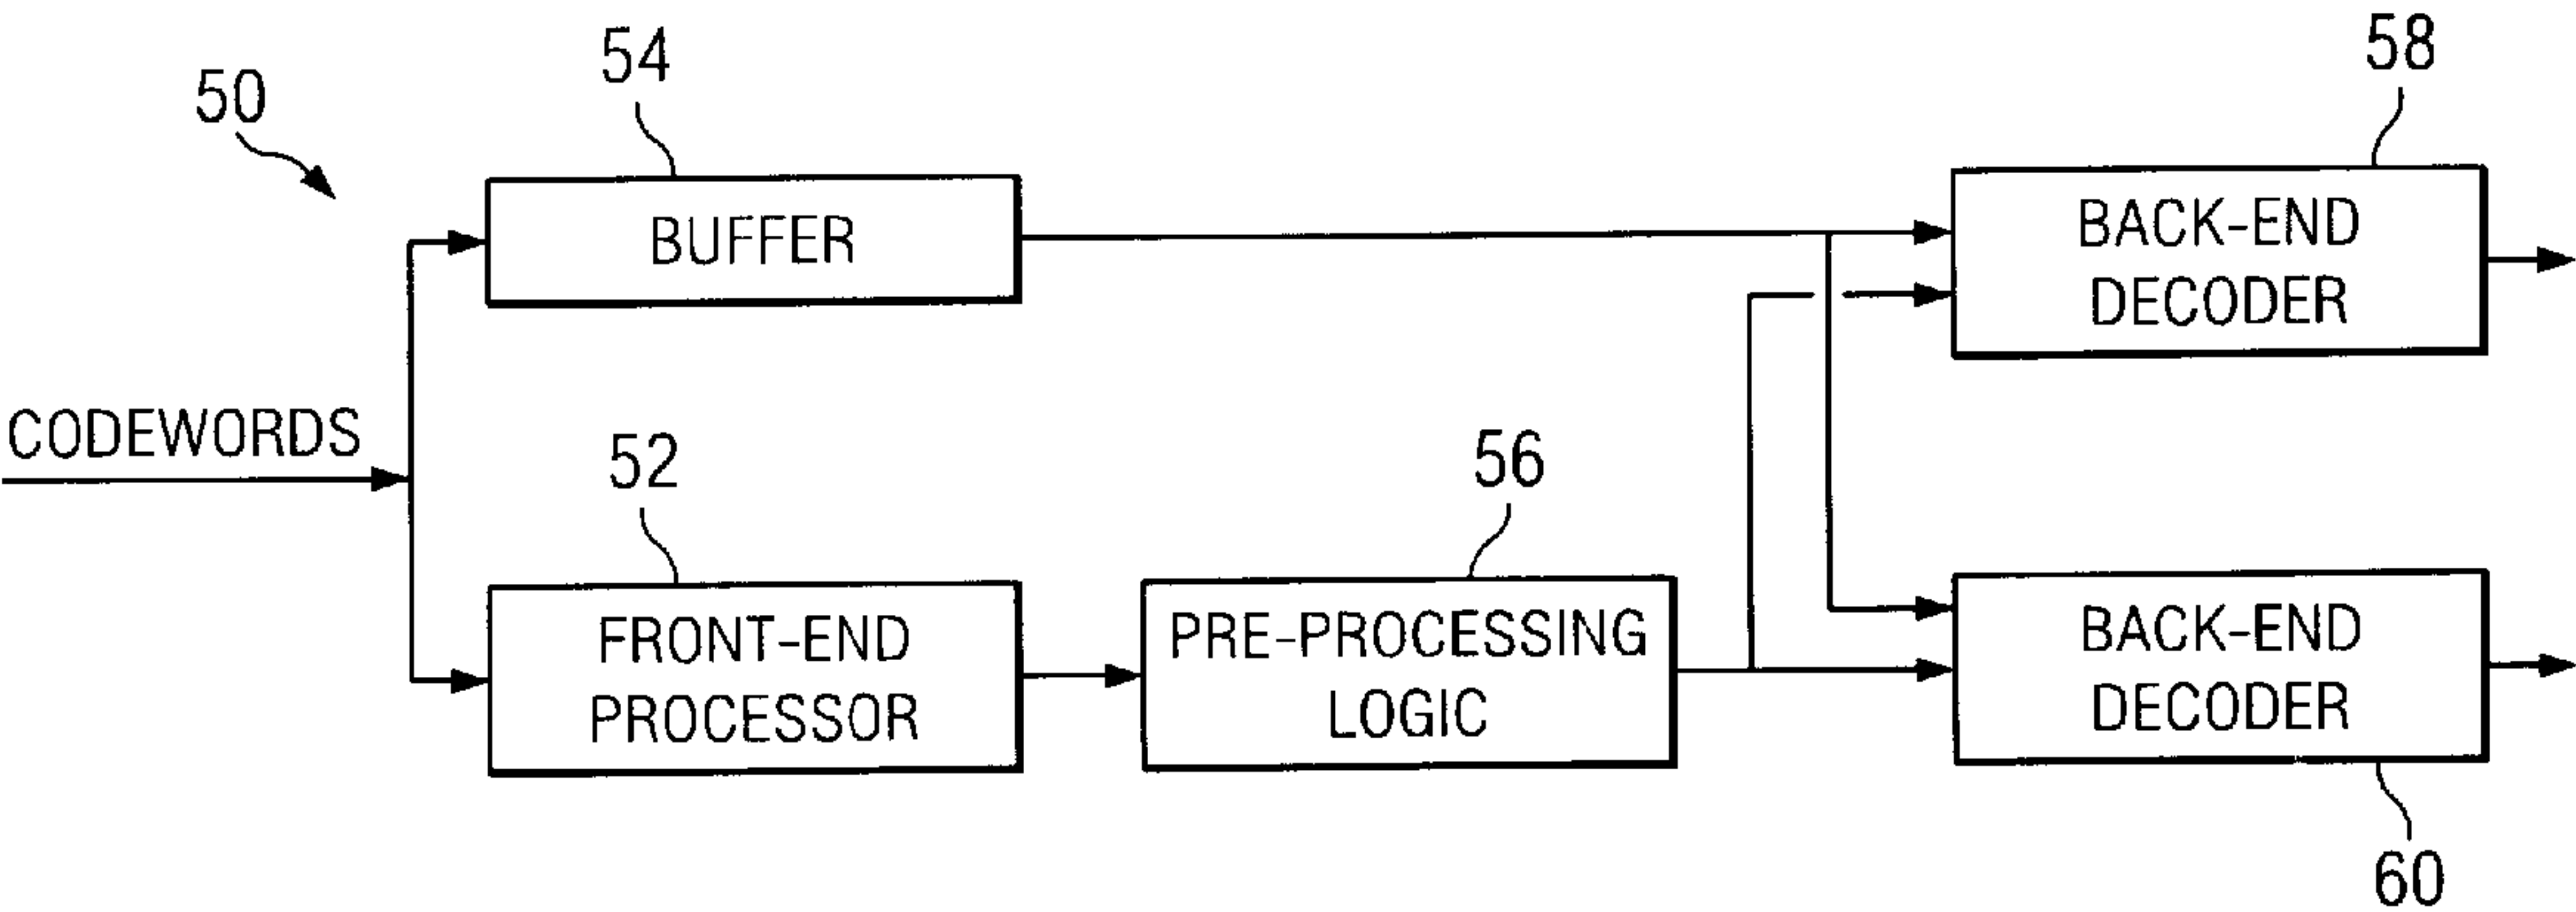 50
54
BUFFER
58
BACK-END
DECODER
CODEWORDS
52
FRONT-END
PROCESSOR
56
PRE-PROCESSING
LOGIC
BACK-END
DECODER
60